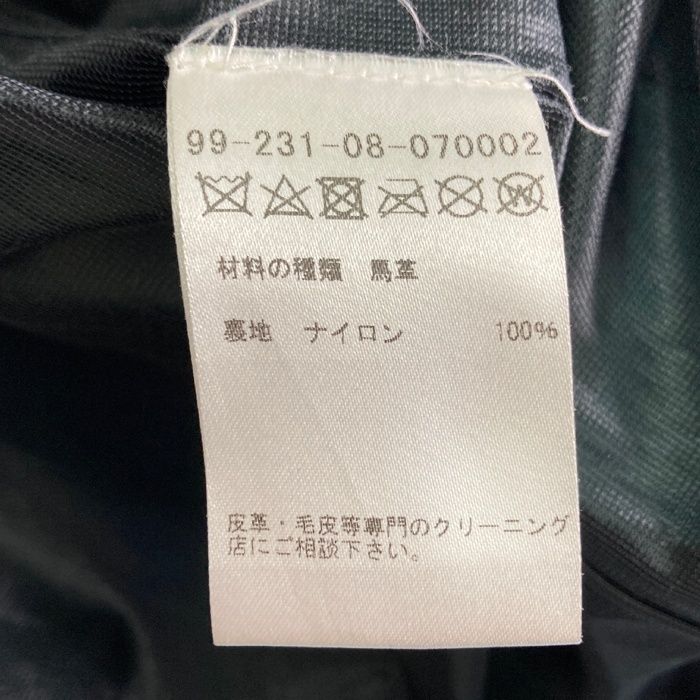 99-231-08-070002
材料の種類 馬革
裏地 ナイロン 100%
皮革・毛皮等専門のクリーニング
店にご相談下さい。